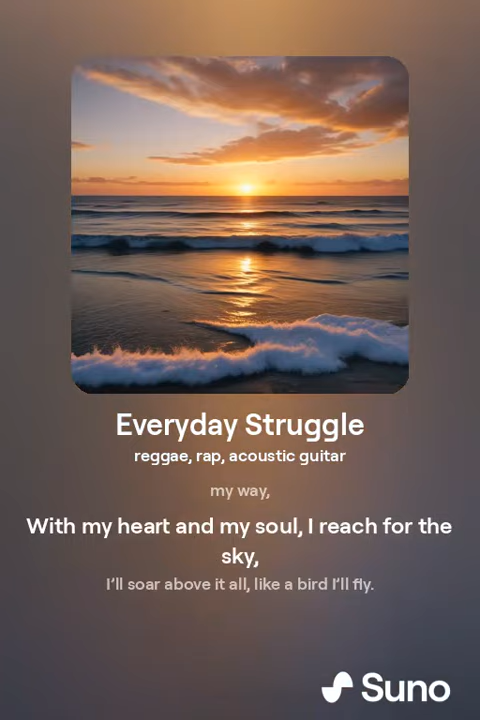 Everyday Struggle
reggae, rap, acoustic guitar
my way,
With my heart and my soul, I reach for the
sky,
I'll soar above it all, like a bird I'll fly.
Suno